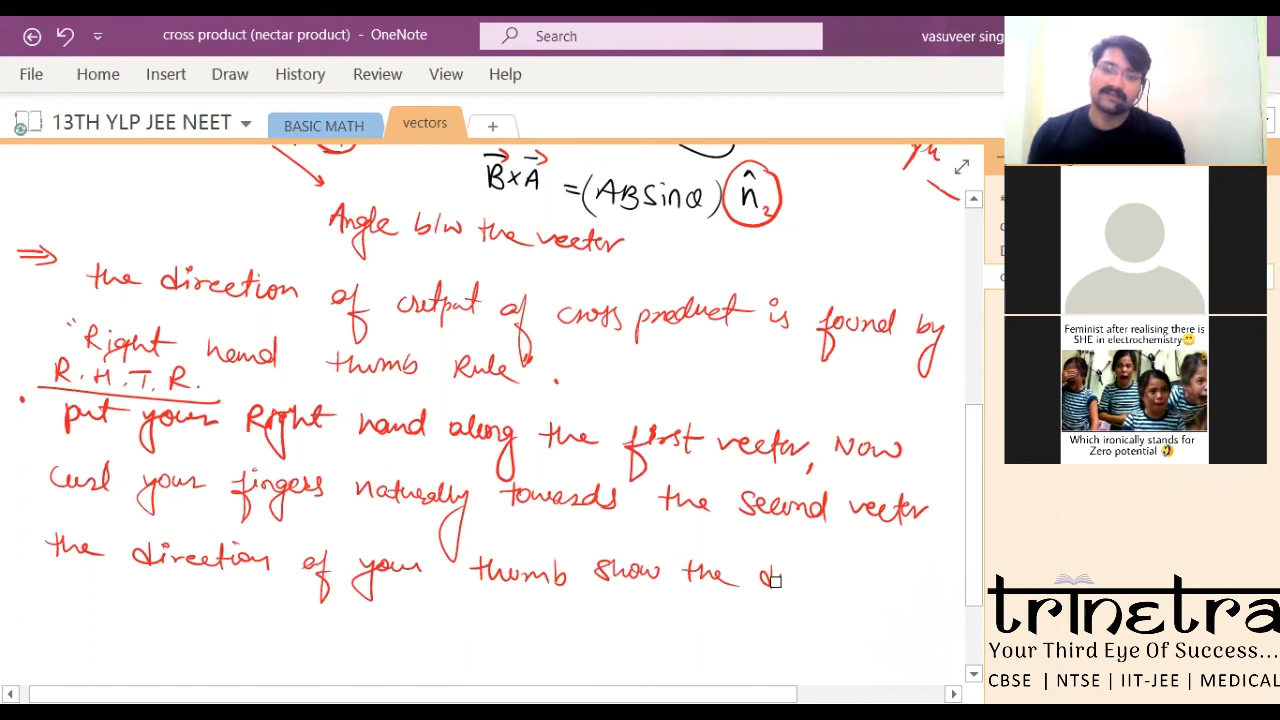 cross product (nectar product) - OneNote
Search
vasuveer sing
File Home Insert Draw History Review View Help
13TH YLP JEE NEET
BASIC MATH
vectors
B×A =(AB Sinθ) n̂₂
Angle b/w the vector
⇒ the direction of output of cross product is found by
"Right hand thumb Rule".
R.H.T.R.
• put your Right hand along the first vector, Now
curl your fingers naturally towards the second vector
the direction of your thumb show the d
Feminist after realising there is
SHE in electrochemistry😁
Which ironically stands for
Zero potential🤣
trinetra
Your Third Eye Of Success...
CBSE | NTSE | IIT-JEE | MEDICAL